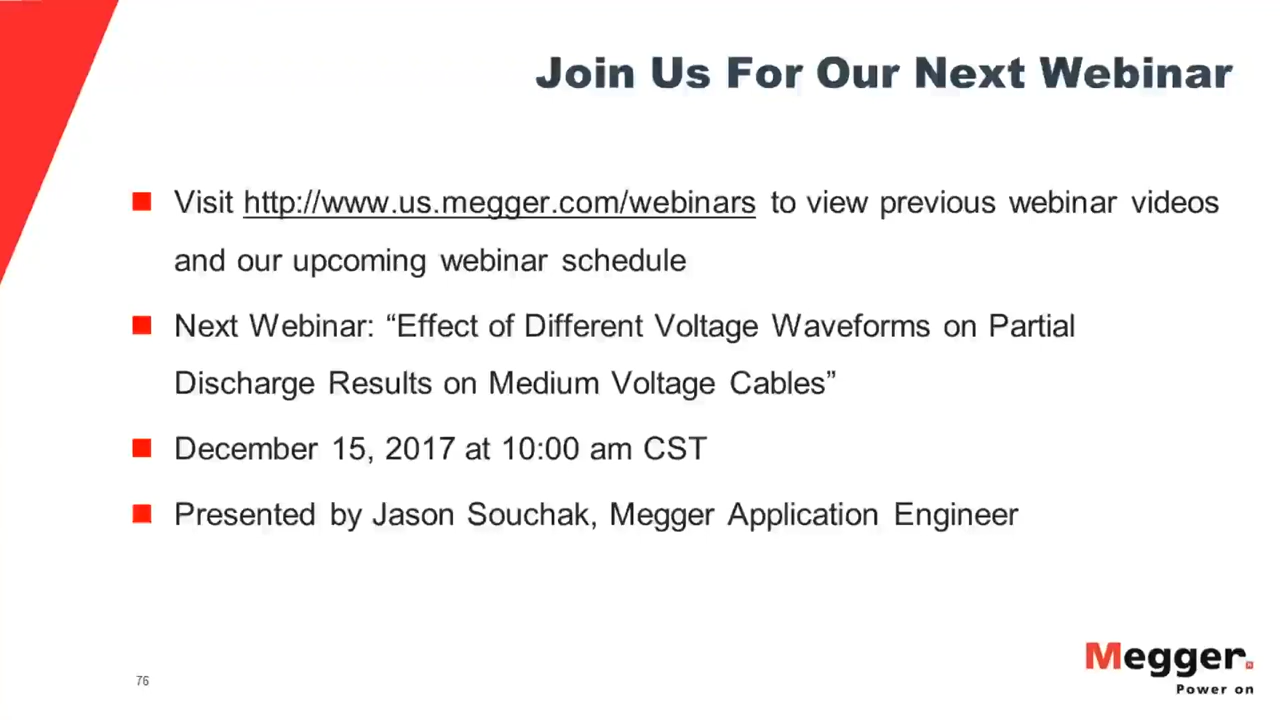 Join Us For Our Next Webinar
Visit http://www.us.megger.com/webinars to view previous webinar videos
and our upcoming webinar schedule
Next Webinar: “Effect of Different Voltage Waveforms on Partial
Discharge Results on Medium Voltage Cables”
December 15, 2017 at 10:00 am CST
Presented by Jason Souchak, Megger Application Engineer
76
Megger.
Power on